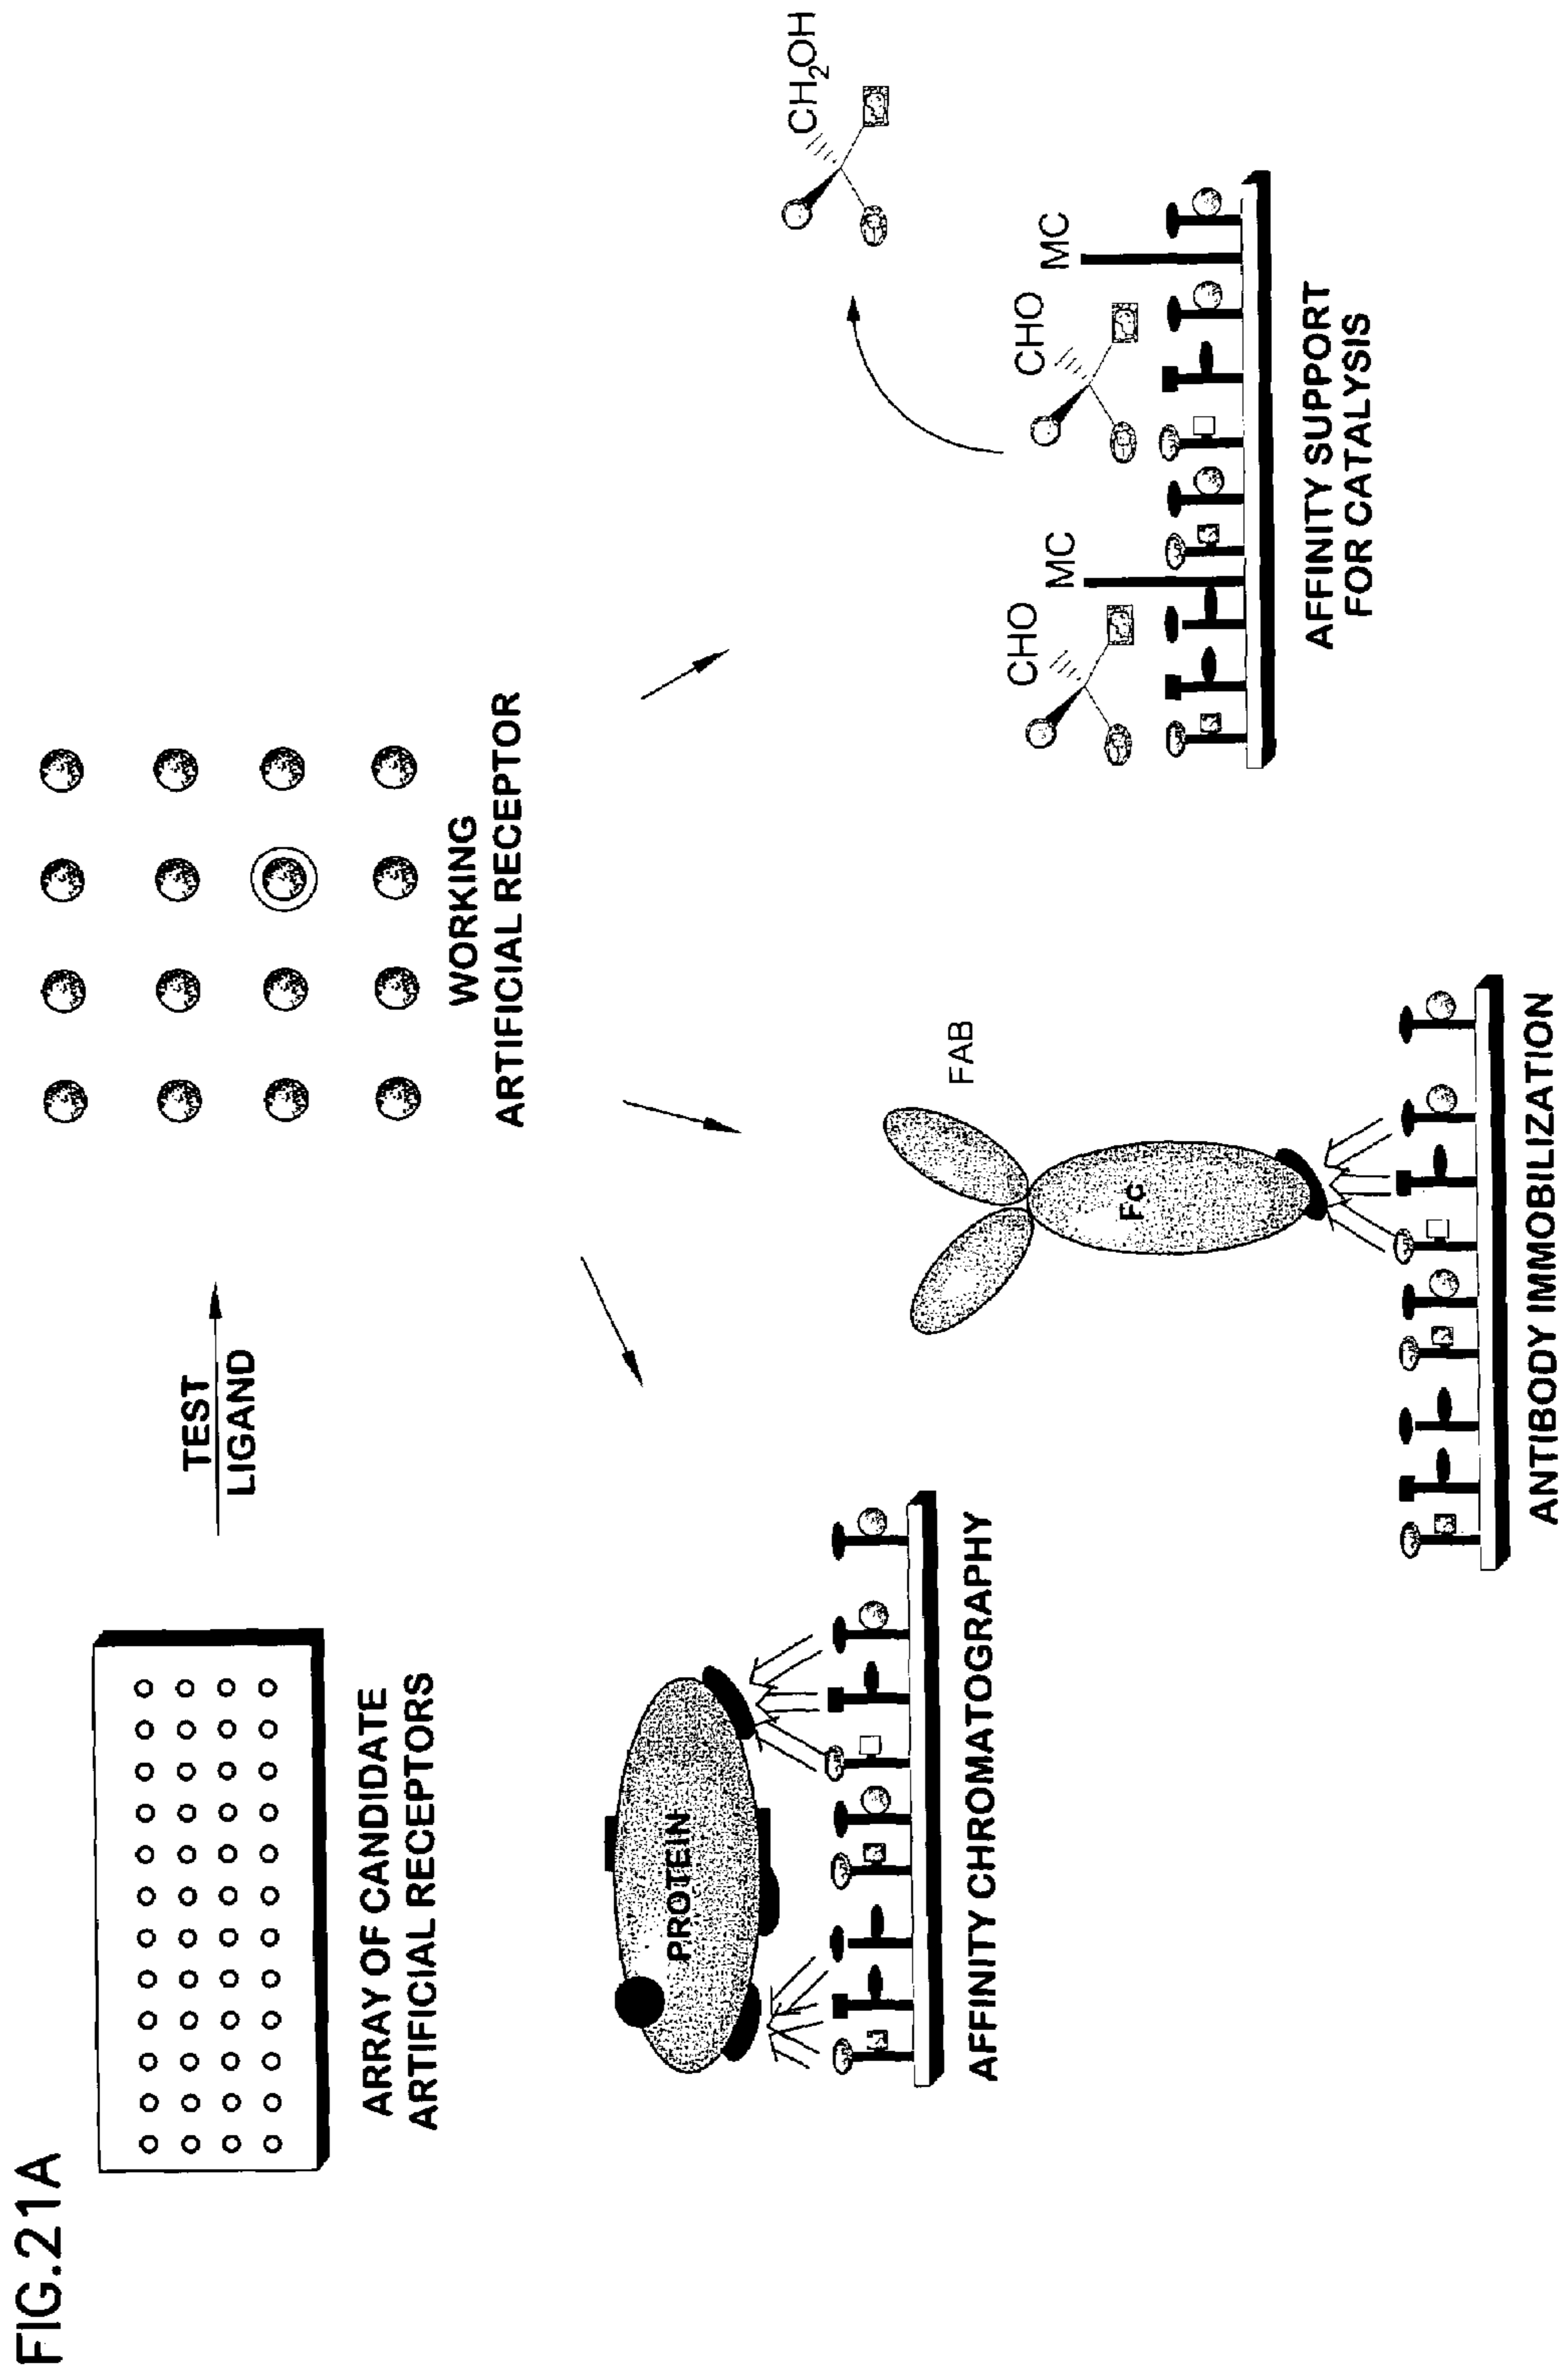 FIG.21A
ARRAY OF CANDIDATE
ARTIFICIAL RECEPTORS
TEST
LIGAND
WORKING
ARTIFICIAL RECEPTOR
PROTEIN
AFFINITY CHROMATOGRAPHY
FAB
FC
ANTIBODY IMMOBILIZATION
CHO
MC
CHO
MC
CH₂OH
AFFINITY SUPPORT
FOR CATALYSIS